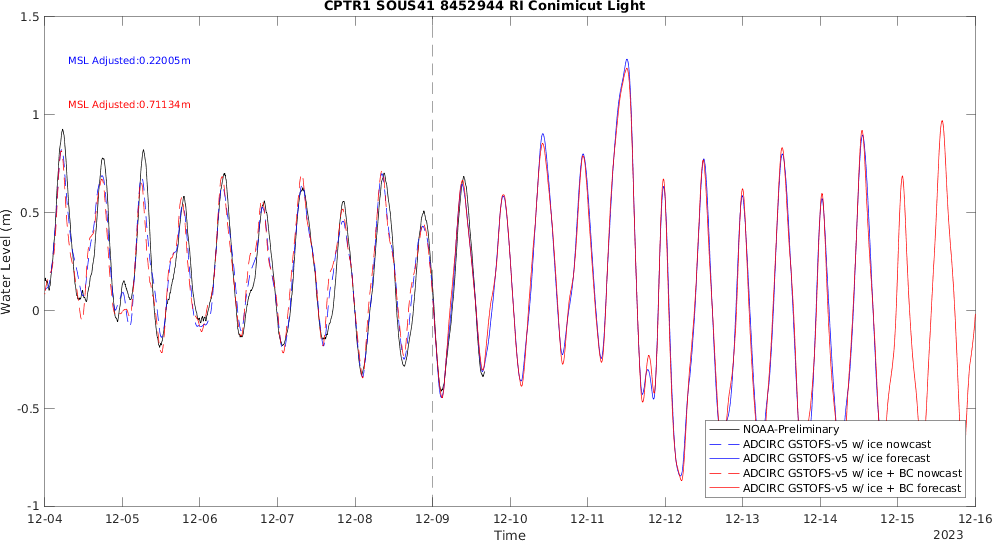 CPTR1 SOUS41 8452944 RI Conimicut Light
1.5
MSL Adjusted:0.22005m
MSL Adjusted:0.71134m
1
0.5
0
-0.5
-1
Water Level (m)
NOAA-Preliminary
ADCIRC GSTOFS-v5 w/ ice nowcast
ADCIRC GSTOFS-v5 w/ ice forecast
ADCIRC GSTOFS-v5 w/ ice + BC nowcast
ADCIRC GSTOFS-v5 w/ ice + BC forecast
12-04 12-05 12-06 12-07 12-08 12-09 12-10 12-11 12-12 12-13 12-14 12-15 12-16
Time
2023